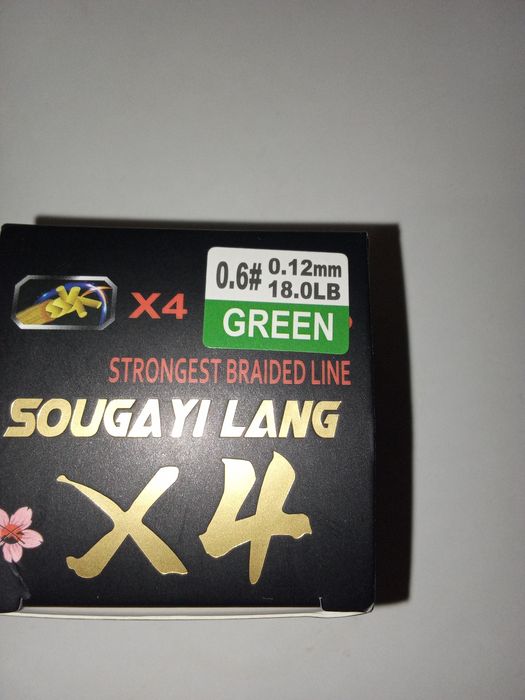 0.6# 0.12mm
18.0LB
X4
GREEN
STRONGEST BRAIDED LINE
SOUGAYI LANG
X4